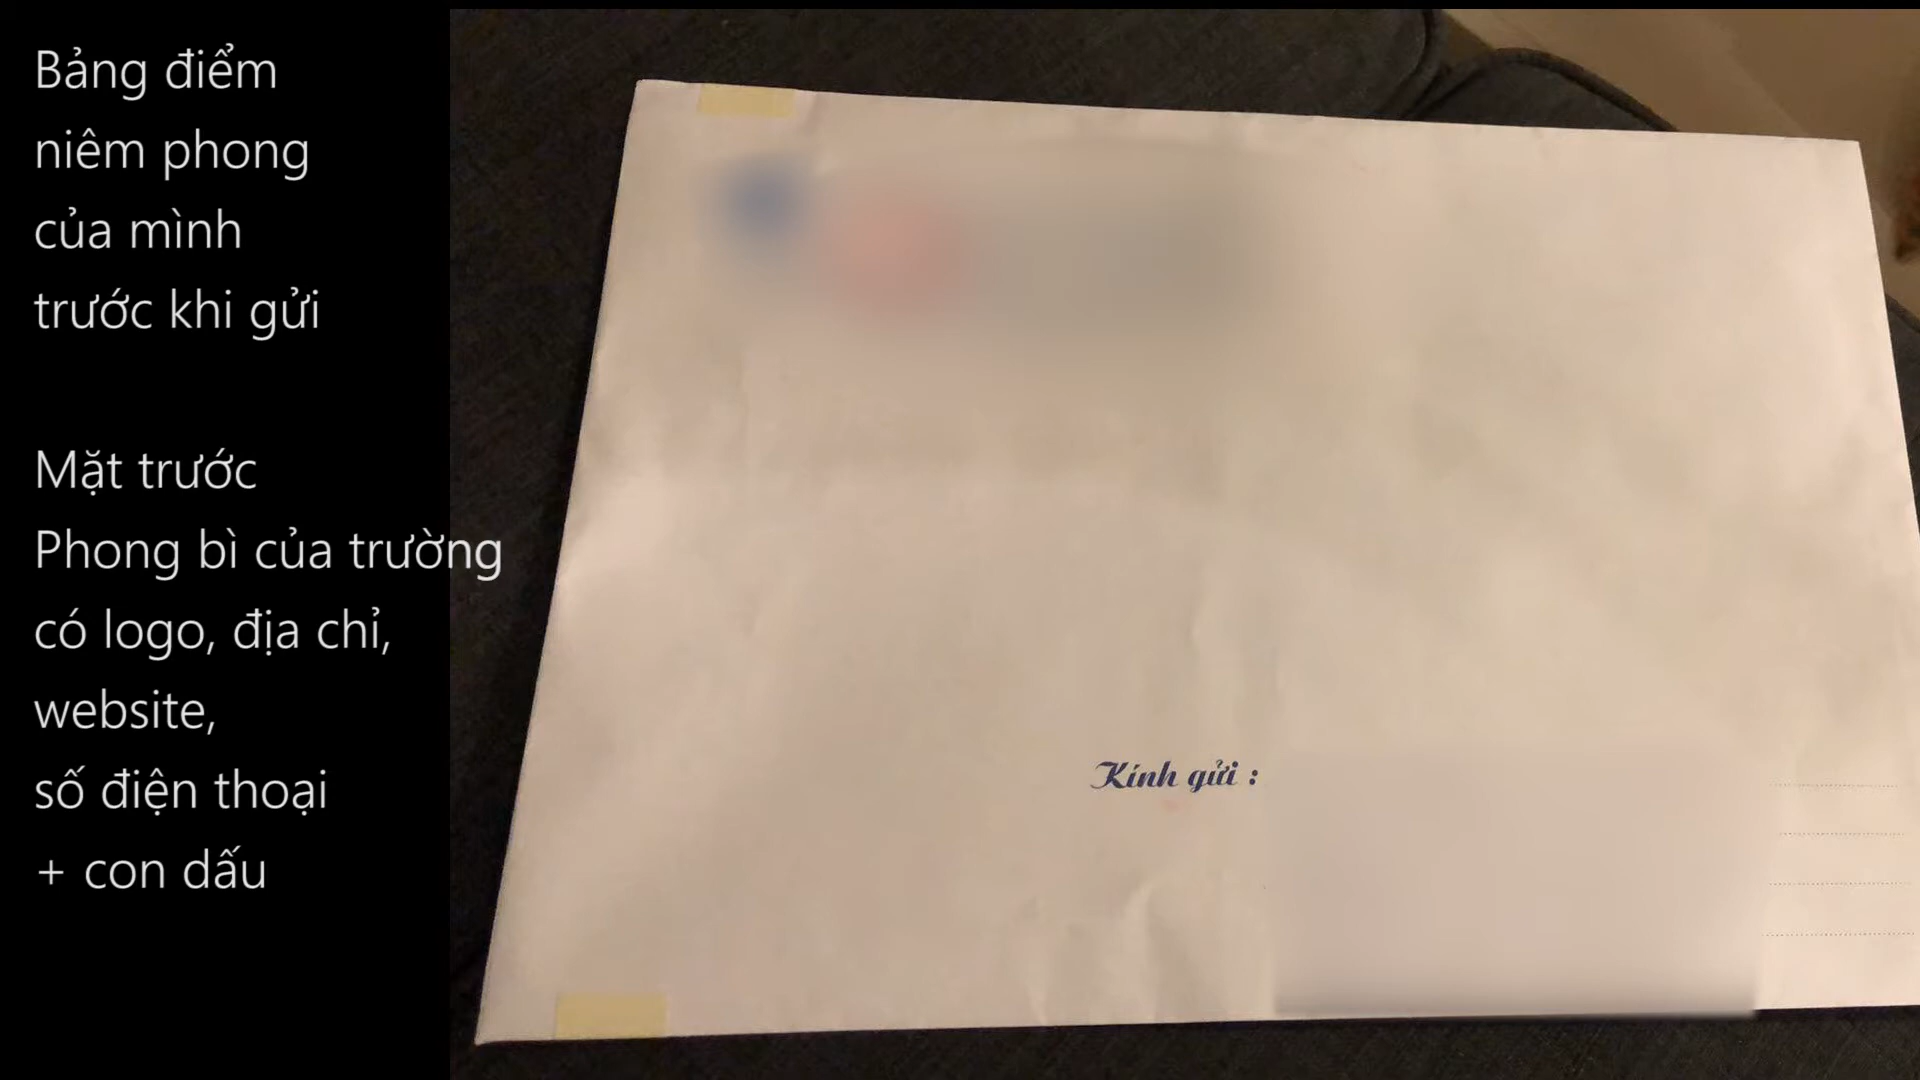 Bảng điểm
niêm phong
của mình
trước khi gửi
Mặt trước
Phong bì của trường
có logo, địa chỉ,
website,
số điện thoại
+ con dấu
Kính gửi :